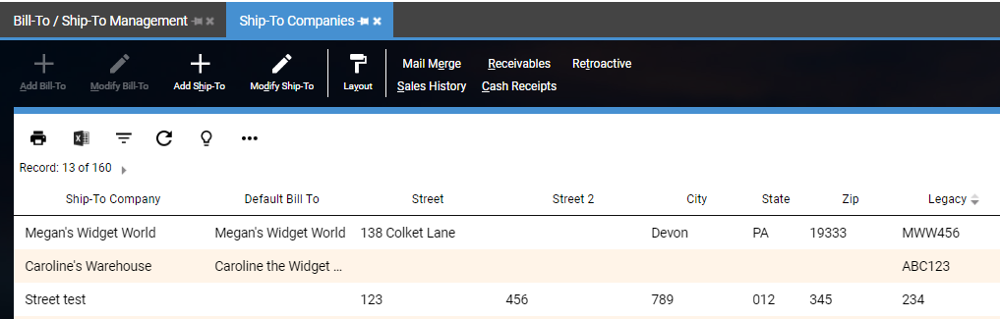 Bill-To / Ship-To Management Ship-To Companies
Add Bill-To Modify Bill-To Add Ship-To Modify Ship-To Layout
Mail Merge Receivables Retroactive
Sales History Cash Receipts
Record: 13 of 160
Ship-To Company Default Bill To Street Street 2 City State Zip Legacy
Megan's Widget World Megan's Widget World 138 Colket Lane Devon PA 19333 MWW456
Caroline's Warehouse Caroline the Widget ... ABC123
Street test 123 456 789 012 345 234